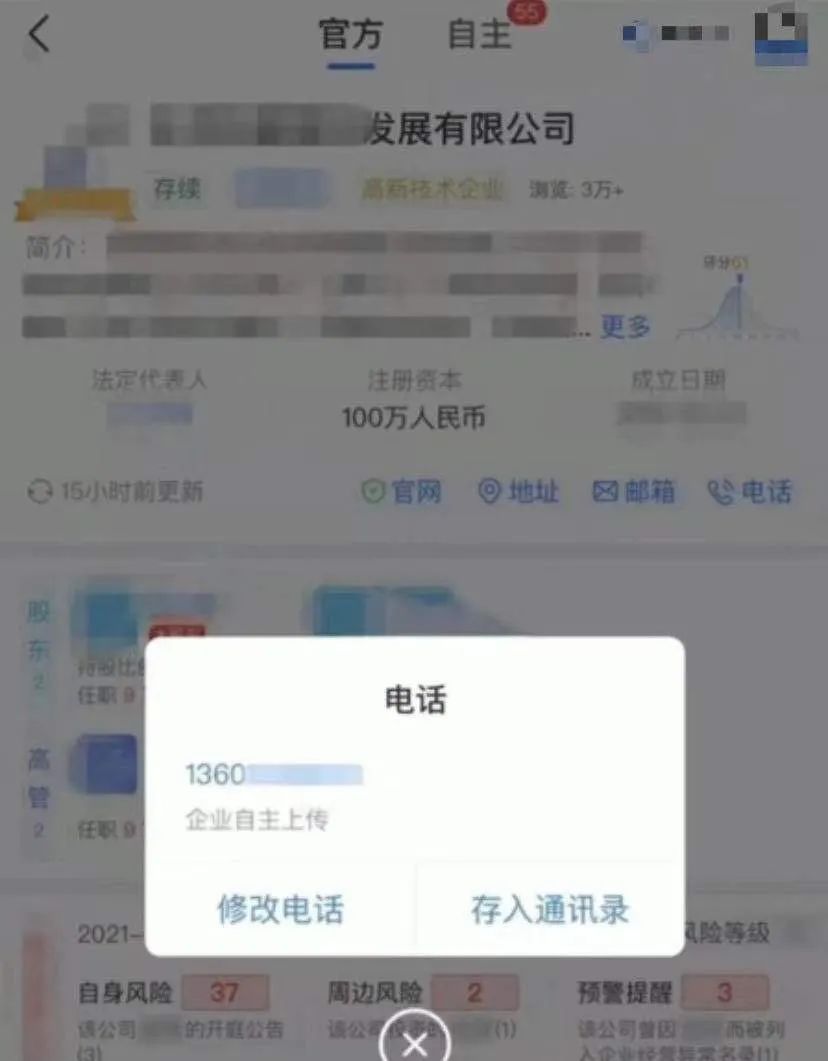 官方 自主 55
发展有限公司
存续 高新技术企业 浏览: 3万+
简介:
评分61
... 更多
法定代表人 注册资本 成立日期
100万人民币
15小时前更新 官网 地址 邮箱 电话
股东2
持股比
任职 9
高管2
任职 9
电话
1360
企业自主上传
修改电话 存入通讯录
2021- 风险等级
自身风险 37 周边风险 2 预警提醒 3
该公司 的开庭公告 该公司 (1) 该公司曾因 而被列
(3) 入企业经营异常名录(1)